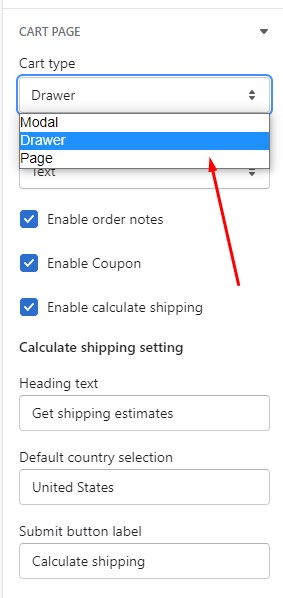 CART PAGE
Cart type
Drawer
Modal
Drawer
Page
Text
Enable order notes
Enable Coupon
Enable calculate shipping
Calculate shipping setting
Heading text
Get shipping estimates
Default country selection
United States
Submit button label
Calculate shipping